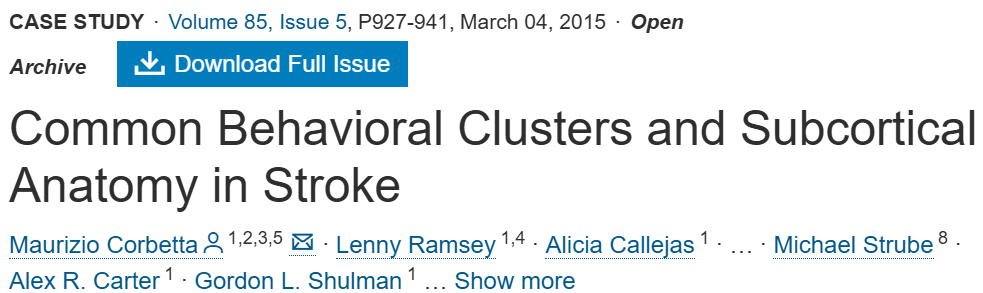 CASE STUDY · Volume 85, Issue 5, P927-941, March 04, 2015 · Open
Archive Download Full Issue
Common Behavioral Clusters and Subcortical
Anatomy in Stroke
Maurizio Corbetta 1,2,3,5 · Lenny Ramsey 1,4 · Alicia Callejas 1 · … · Michael Strube 8 ·
Alex R. Carter 1 · Gordon L. Shulman 1 … Show more